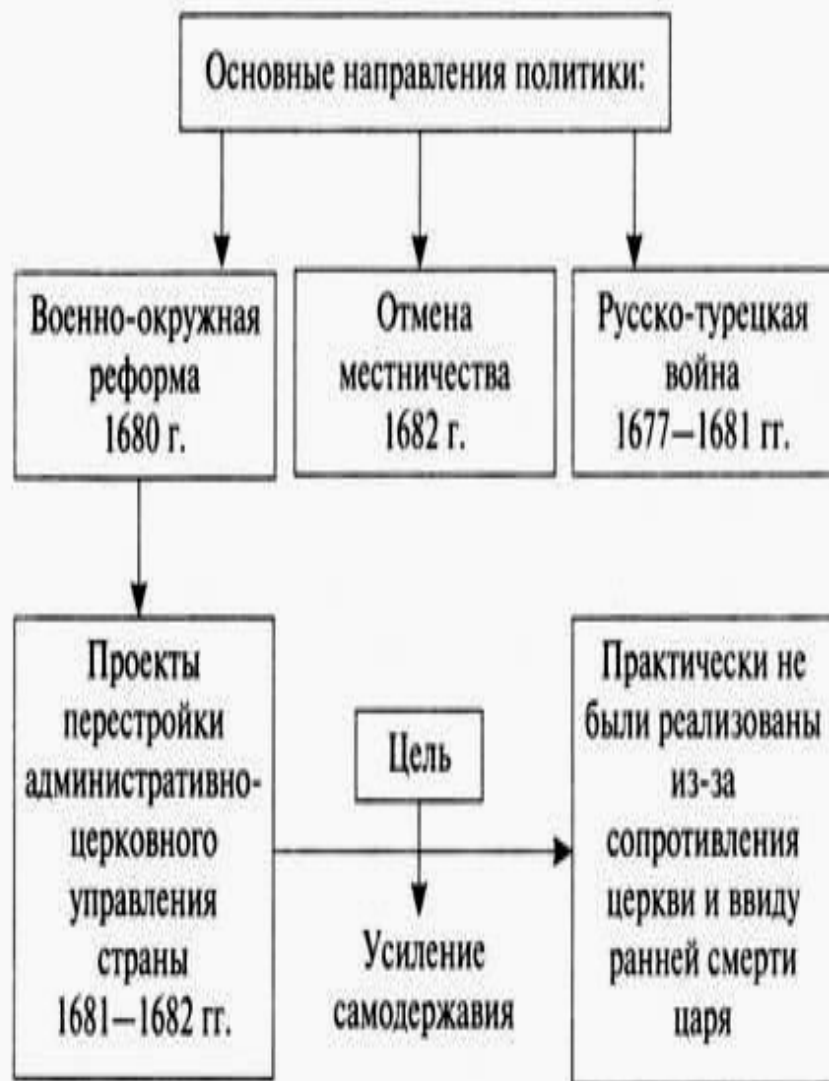 Основные направления политики:
Военно-окружная
реформа
1680 г.
Отмена
местничества
1682 г.
Русско-турецкая
война
1677—1681 гг.
Проекты
перестройки
административно-
церковного
управления
страны
1681—1682 гг.
Цель
Усиление
самодержавия
Практически не
были реализованы
из-за
сопротивления
церкви и ввиду
ранней смерти
царя